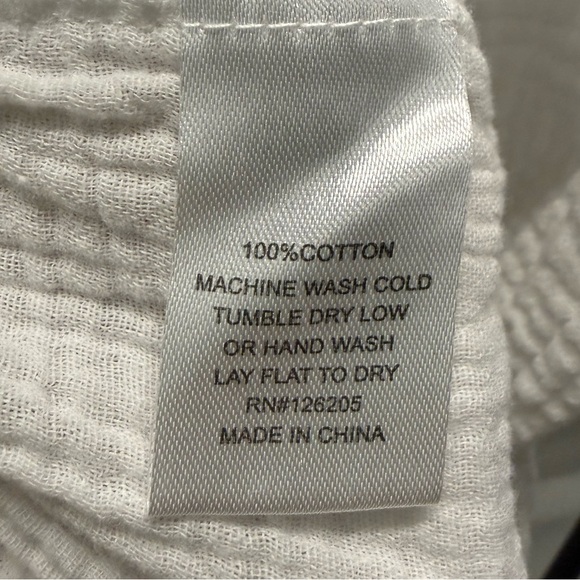 100%COTTON
MACHINE WASH COLD
TUMBLE DRY LOW
OR HAND WASH
LAY FLAT TO DRY
RN#126205
MADE IN CHINA